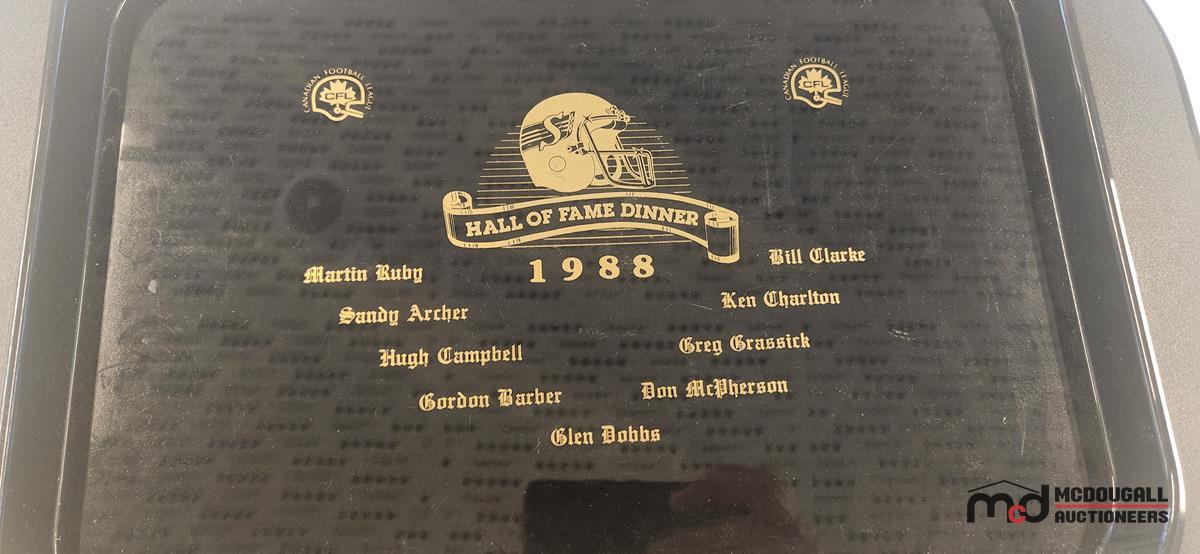 CANADIAN FOOTBALL LEAGUE
CFL
CANADIAN FOOTBALL LEAGUE
CFL
S
HALL OF FAME DINNER
1988
Martin Ruby
Bill Clarke
Sandy Archer
Ken Charlton
Hugh Campbell
Greg Grassick
Gordon Barber
Don McPherson
Glen Dobbs
mcd MCDOUGALL
AUCTIONEERS